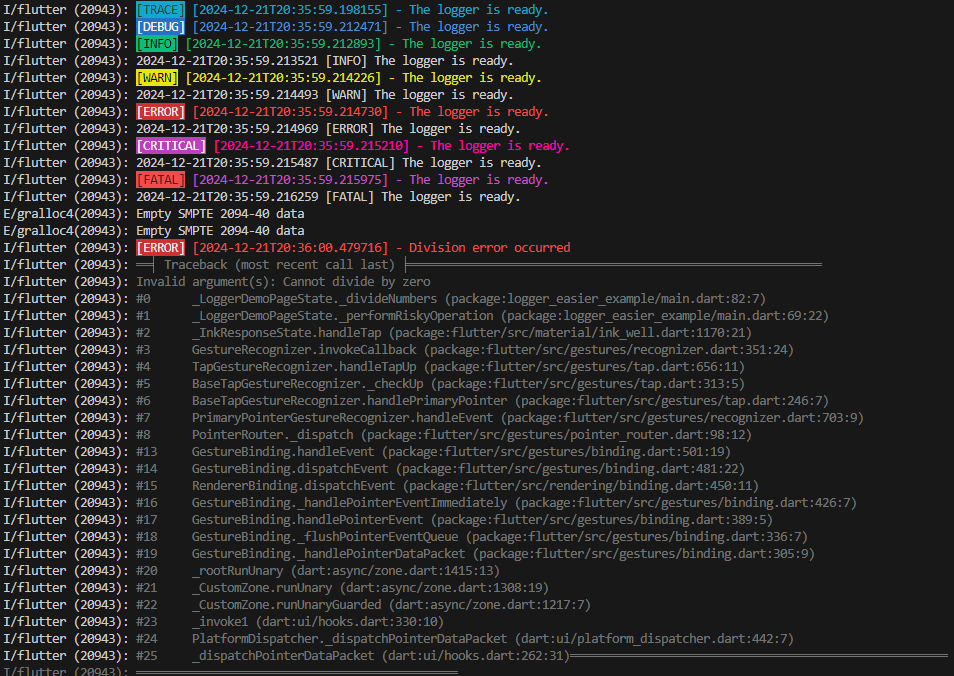 I/flutter (20943): [TRACE] [2024-12-21T20:35:59.198155] - The logger is ready.
I/flutter (20943): [DEBUG] [2024-12-21T20:35:59.212471] - The logger is ready.
I/flutter (20943): [INFO] [2024-12-21T20:35:59.212893] - The logger is ready.
I/flutter (20943): 2024-12-21T20:35:59.213521 [INFO] The logger is ready.
I/flutter (20943): [WARN] [2024-12-21T20:35:59.214226] - The logger is ready.
I/flutter (20943): 2024-12-21T20:35:59.214493 [WARN] The logger is ready.
I/flutter (20943): [ERROR] [2024-12-21T20:35:59.214730] - The logger is ready.
I/flutter (20943): 2024-12-21T20:35:59.214969 [ERROR] The logger is ready.
I/flutter (20943): [CRITICAL] [2024-12-21T20:35:59.215210] - The logger is ready.
I/flutter (20943): 2024-12-21T20:35:59.215487 [CRITICAL] The logger is ready.
I/flutter (20943): [FATAL] [2024-12-21T20:35:59.215975] - The logger is ready.
I/flutter (20943): 2024-12-21T20:35:59.216259 [FATAL] The logger is ready.
E/gralloc4(20943): Empty SMPTE 2094-40 data
E/gralloc4(20943): Empty SMPTE 2094-40 data
I/flutter (20943): [ERROR] [2024-12-21T20:36:00.479716] - Division error occurred
I/flutter (20943): ══╡ Traceback (most recent call last) ╞═══════════════════════════════════════════════════════════
I/flutter (20943): Invalid argument(s): Cannot divide by zero
I/flutter (20943): #0      _LoggerDemoPageState._divideNumbers (package:logger_easier_example/main.dart:82:7)
I/flutter (20943): #1      _LoggerDemoPageState._performRiskyOperation (package:logger_easier_example/main.dart:69:22)
I/flutter (20943): #2      _InkResponseState.handleTap (package:flutter/src/material/ink_well.dart:1170:21)
I/flutter (20943): #3      GestureRecognizer.invokeCallback (package:flutter/src/gestures/recognizer.dart:351:24)
I/flutter (20943): #4      TapGestureRecognizer.handleTapUp (package:flutter/src/gestures/tap.dart:656:11)
I/flutter (20943): #5      BaseTapGestureRecognizer._checkUp (package:flutter/src/gestures/tap.dart:313:5)
I/flutter (20943): #6      BaseTapGestureRecognizer.handlePrimaryPointer (package:flutter/src/gestures/tap.dart:246:7)
I/flutter (20943): #7      PrimaryPointerGestureRecognizer.handleEvent (package:flutter/src/gestures/recognizer.dart:703:9)
I/flutter (20943): #8      PointerRouter._dispatch (package:flutter/src/gestures/pointer_router.dart:98:12)
I/flutter (20943): #13     GestureBinding.handleEvent (package:flutter/src/gestures/binding.dart:501:19)
I/flutter (20943): #14     GestureBinding.dispatchEvent (package:flutter/src/gestures/binding.dart:481:22)
I/flutter (20943): #15     RendererBinding.dispatchEvent (package:flutter/src/rendering/binding.dart:450:11)
I/flutter (20943): #16     GestureBinding._handlePointerEventImmediately (package:flutter/src/gestures/binding.dart:426:7)
I/flutter (20943): #17     GestureBinding.handlePointerEvent (package:flutter/src/gestures/binding.dart:389:5)
I/flutter (20943): #18     GestureBinding._flushPointerEventQueue (package:flutter/src/gestures/binding.dart:336:7)
I/flutter (20943): #19     GestureBinding._handlePointerDataPacket (package:flutter/src/gestures/binding.dart:305:9)
I/flutter (20943): #20     _rootRunUnary (dart:async/zone.dart:1415:13)
I/flutter (20943): #21     _CustomZone.runUnary (dart:async/zone.dart:1308:19)
I/flutter (20943): #22     _CustomZone.runUnaryGuarded (dart:async/zone.dart:1217:7)
I/flutter (20943): #23     _invoke1 (dart:ui/hooks.dart:330:10)
I/flutter (20943): #24     PlatformDispatcher._dispatchPointerDataPacket (dart:ui/platform_dispatcher.dart:442:7)
I/flutter (20943): #25     _dispatchPointerDataPacket (dart:ui/hooks.dart:262:31)══════════════════════════════════════════════════════
I/flutter (20943): ══════════════════════════════════════════════